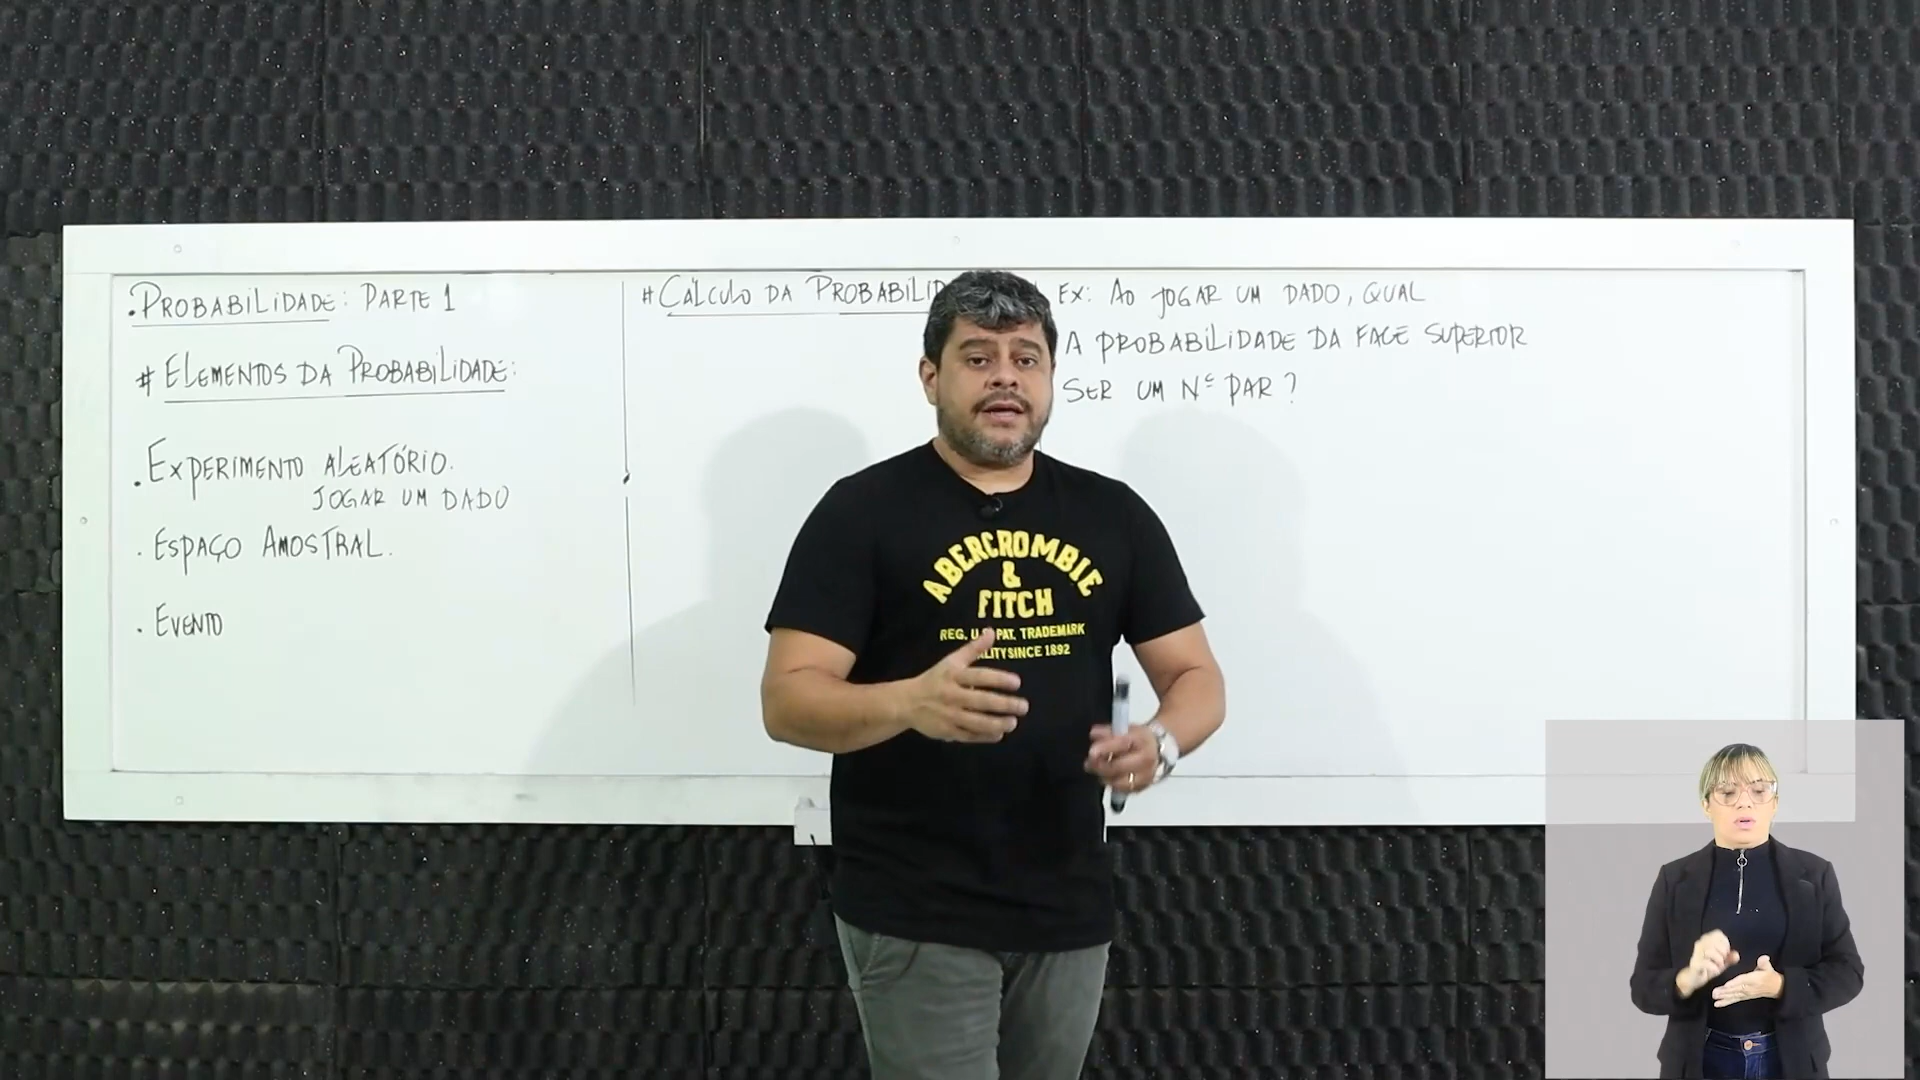 .PROBABILIDADE: PARTE 1
# ELEMENTOS DA PROBABILIDADE:
. EXPERIMENTO ALEATÓRIO.
JOGAR UM DADO
. ESPAÇO AMOSTRAL.
. EVENTO
# CÁLCULO DA
EX: AO JOGAR UM DADO, QUAL
A PROBABILIDADE DA FACE SUPERIOR
SER UM Nº PAR ?
ABERCROMBIE
&
FITCH
REG. PAT. TRADEMARK
SINCE 1892